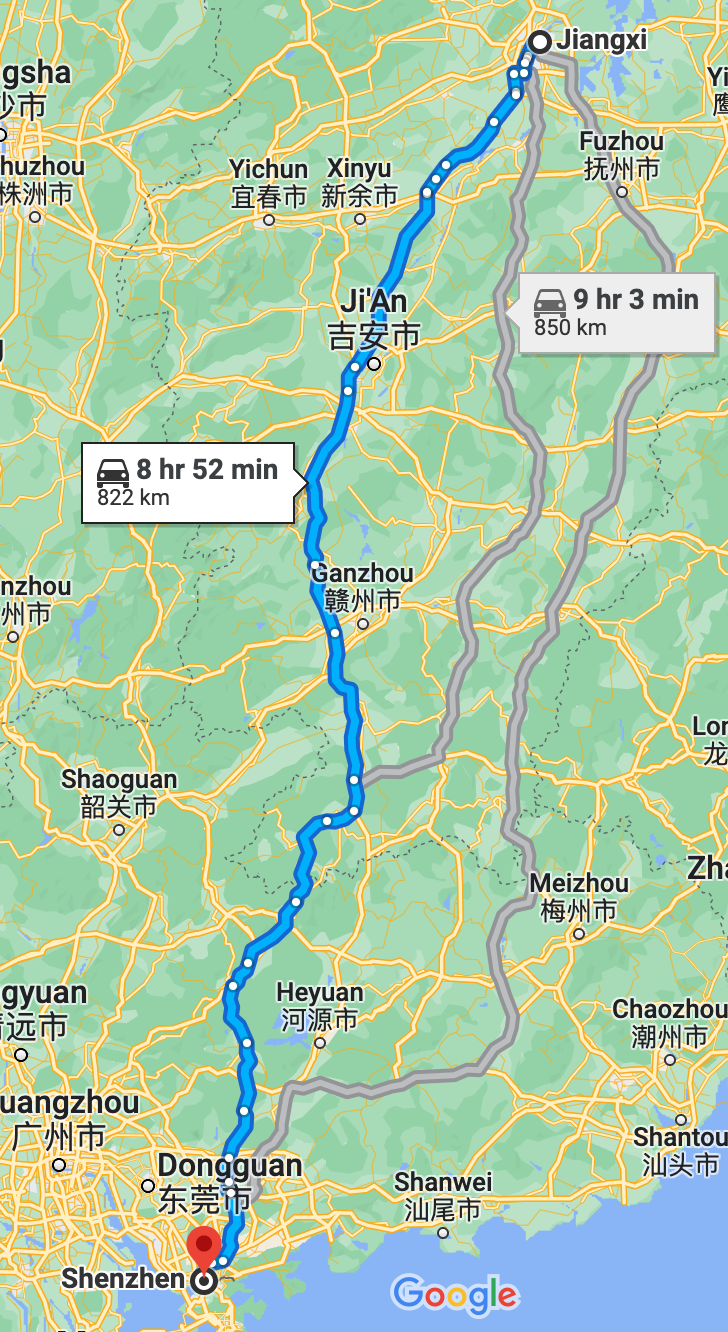 Jiangxi
gsha
沙市
Yi
鹰
Fuzhou
抚州市
huzhou
株洲市
Yichun
宜春市
Xinyu
新余市
9 hr 3 min
850 km
Ji'An
吉安市
8 hr 52 min
822 km
Ganzhou
赣州市
nzhou
州市
Lon
龙
Shaoguan
韶关市
Zha
Meizhou
梅州市
gyuan
清远市
Heyuan
河源市
Chaozhou
潮州市
uangzhou
广州市
Shantou
汕头市
Dongguan
东莞市
Shanwei
汕尾市
Shenzhen
Google